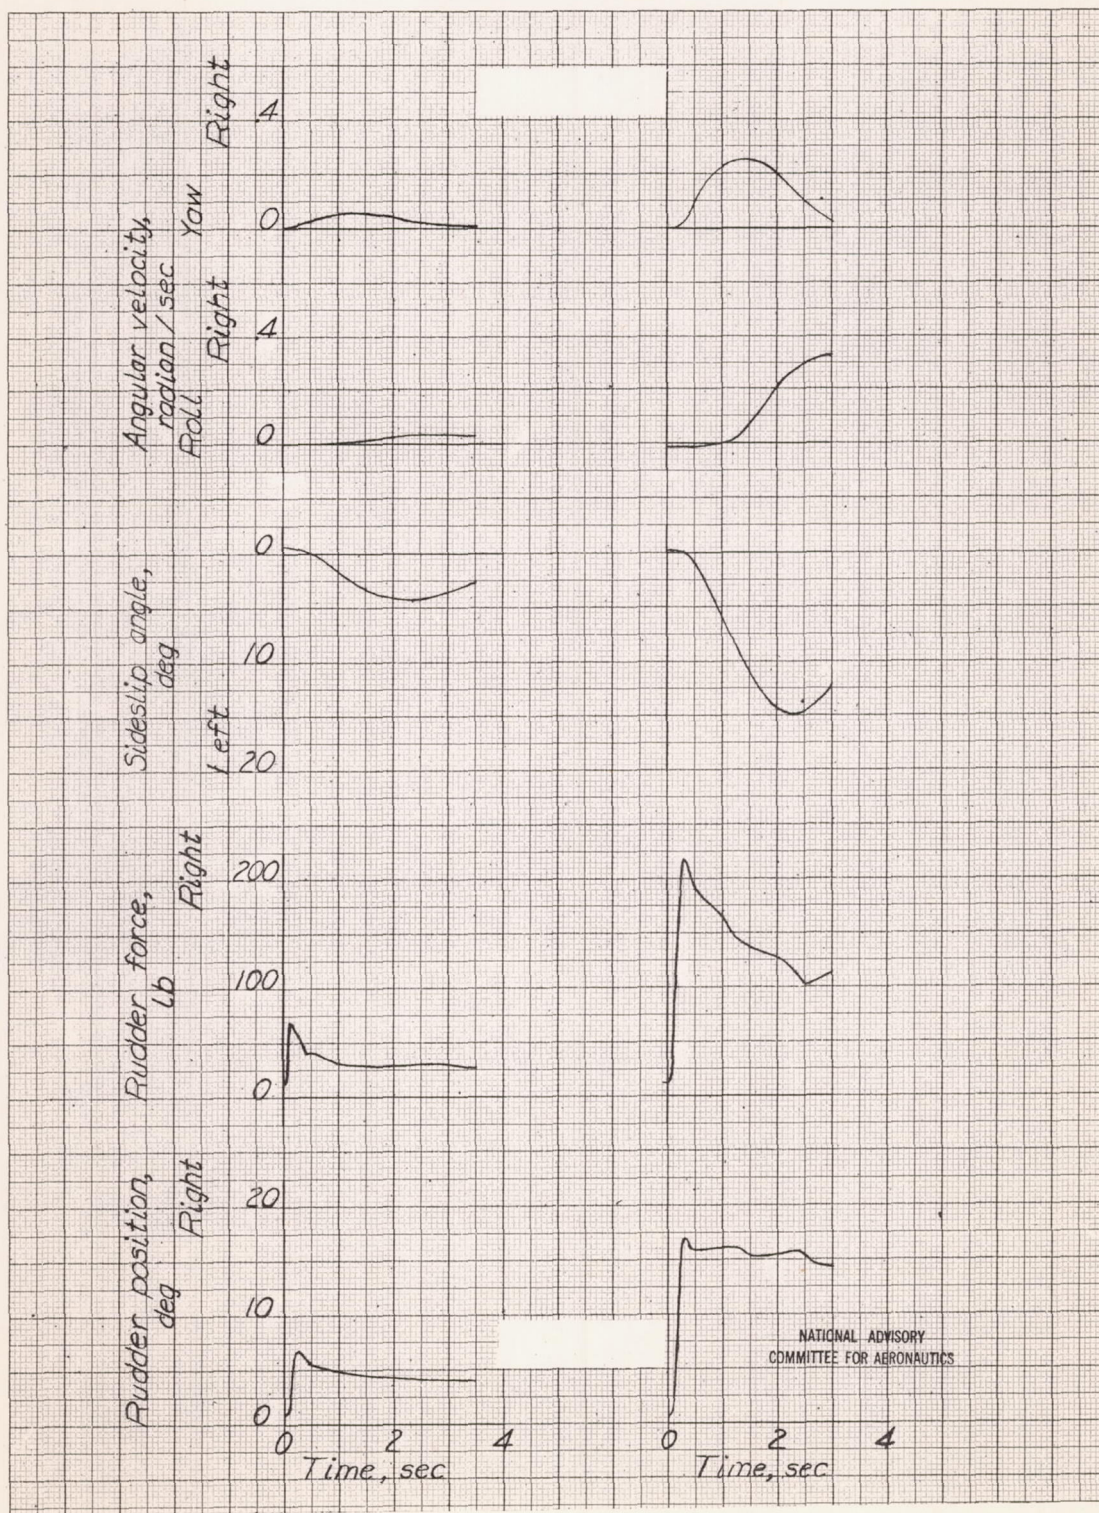 Angular velocity,
radian/sec
Yaw Right
.4
0
Roll Right
.4
0
Sideslip angle,
deg
Left
0
10
20
Rudder force,
lb
Right
200
100
0
Rudder position,
deg
Right
20
10
0
0 2 4
Time, sec
0 2 4
Time, sec
NATIONAL ADVISORY
COMMITTEE FOR AERONAUTICS